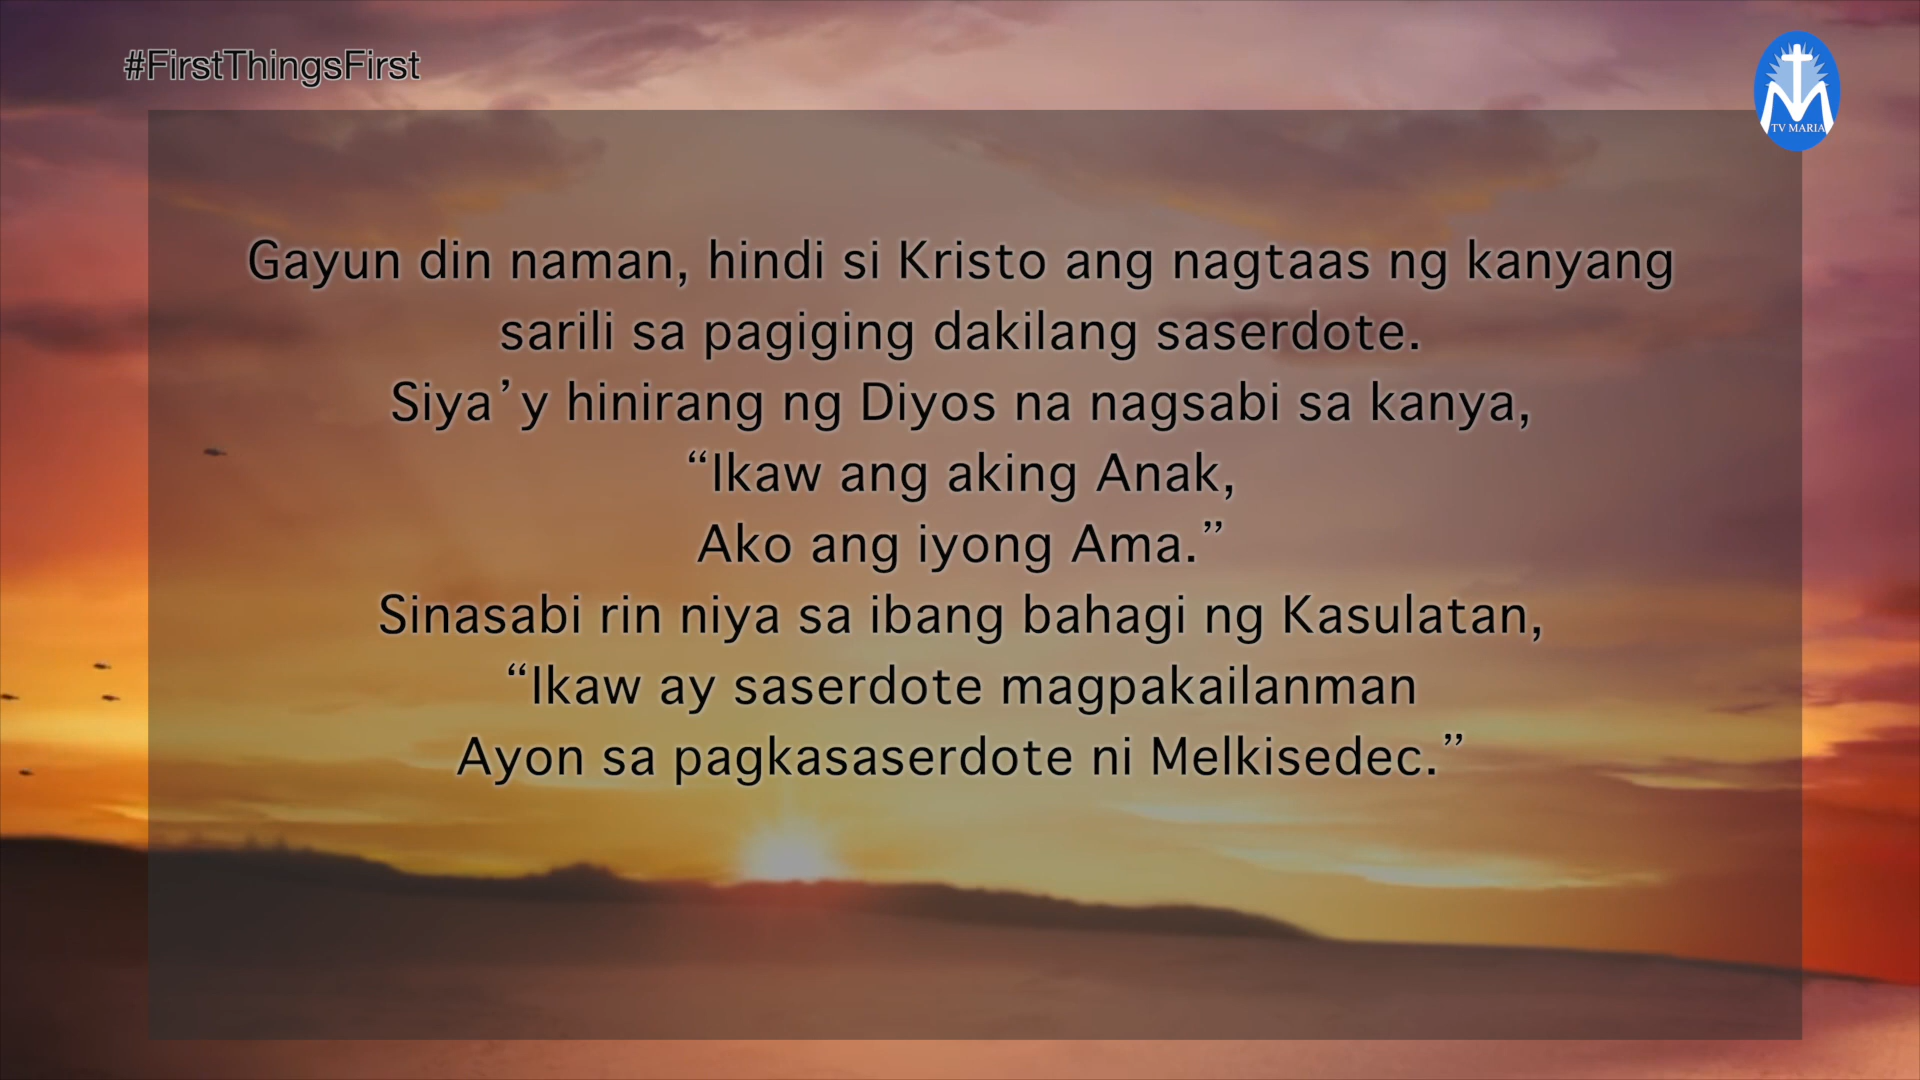 #FirstThingsFirst
TV MARIA
Gayun din naman, hindi si Kristo ang nagtaas ng kanyang
sarili sa pagiging dakilang saserdote.
Siya’y hinirang ng Diyos na nagsabi sa kanya,
“Ikaw ang aking Anak,
Ako ang iyong Ama.”
Sinasabi rin niya sa ibang bahagi ng Kasulatan,
“Ikaw ay saserdote magpakailanman
Ayon sa pagkasaserdote ni Melkisedec.”